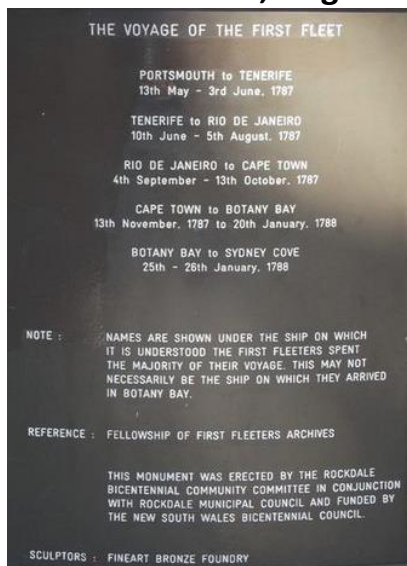 THE VOYAGE OF THE FIRST FLEET
PORTSMOUTH to TENERIFE
13th May - 3rd June, 1787
TENERIFE to RIO DE JANEIRO
10th June - 5th August, 1787
RIO DE JANEIRO to CAPE TOWN
4th September - 13th October, 1787
CAPE TOWN to BOTANY BAY
13th November, 1787 to 20th January, 1788
BOTANY BAY to SYDNEY COVE
25th - 26th January, 1788
NOTE : NAMES ARE SHOWN UNDER THE SHIP ON WHICH
IT IS UNDERSTOOD THE FIRST FLEETERS SPENT
THE MAJORITY OF THEIR VOYAGE. THIS MAY NOT
NECESSARILY BE THE SHIP ON WHICH THEY ARRIVED
IN BOTANY BAY.
REFERENCE : FELLOWSHIP OF FIRST FLEETERS ARCHIVES
THIS MONUMENT WAS ERECTED BY THE ROCKDALE
BICENTENNIAL COMMUNITY COMMITTEE IN CONJUNCTION
WITH ROCKDALE MUNICIPAL COUNCIL AND FUNDED BY
THE NEW SOUTH WALES BICENTENNIAL COUNCIL.
SCULPTORS : FINEART BRONZE FOUNDRY